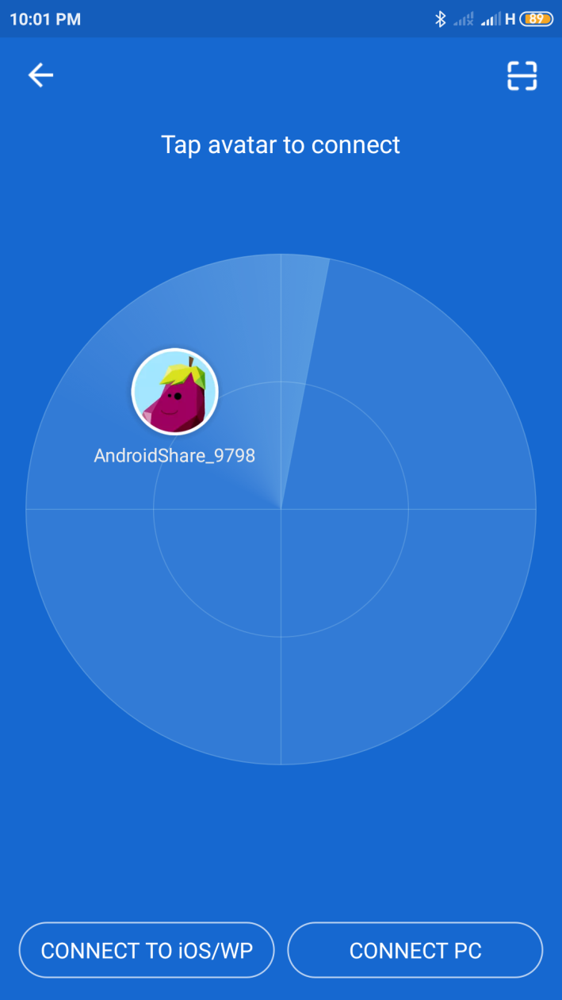 10:01 PM H 89
Tap avatar to connect
AndroidShare_9798
CONNECT TO iOS/WP CONNECT PC